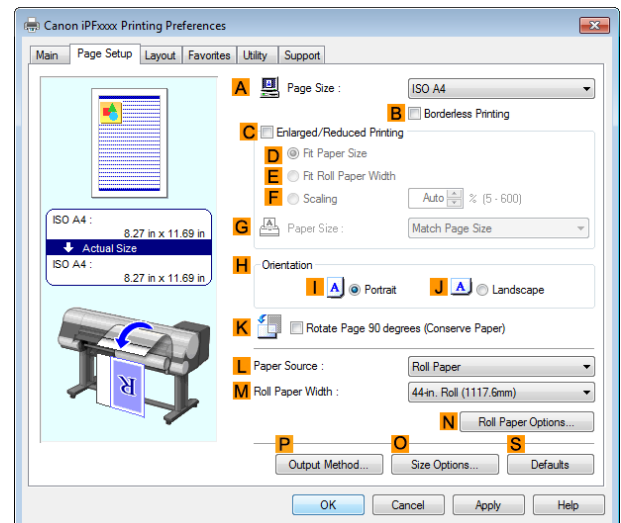 Canon iPFxxxx Printing Preferences
Main Page Setup Layout Favorites Utility Support
A Page Size : ISO A4
B Borderless Printing
C Enlarged/Reduced Printing
D Fit Paper Size
E Fit Roll Paper Width
F Scaling Auto % (5 - 600)
ISO A4 :
8.27 in x 11.69 in
Actual Size
ISO A4 :
8.27 in x 11.69 in
G A Paper Size : Match Page Size
H Orientation
I A Portrait J A Landscape
K Rotate Page 90 degrees (Conserve Paper)
R
L Paper Source : Roll Paper
M Roll Paper Width : 44-in. Roll (1117.6mm)
N Roll Paper Options...
P O S
Output Method... Size Options... Defaults
OK Cancel Apply Help